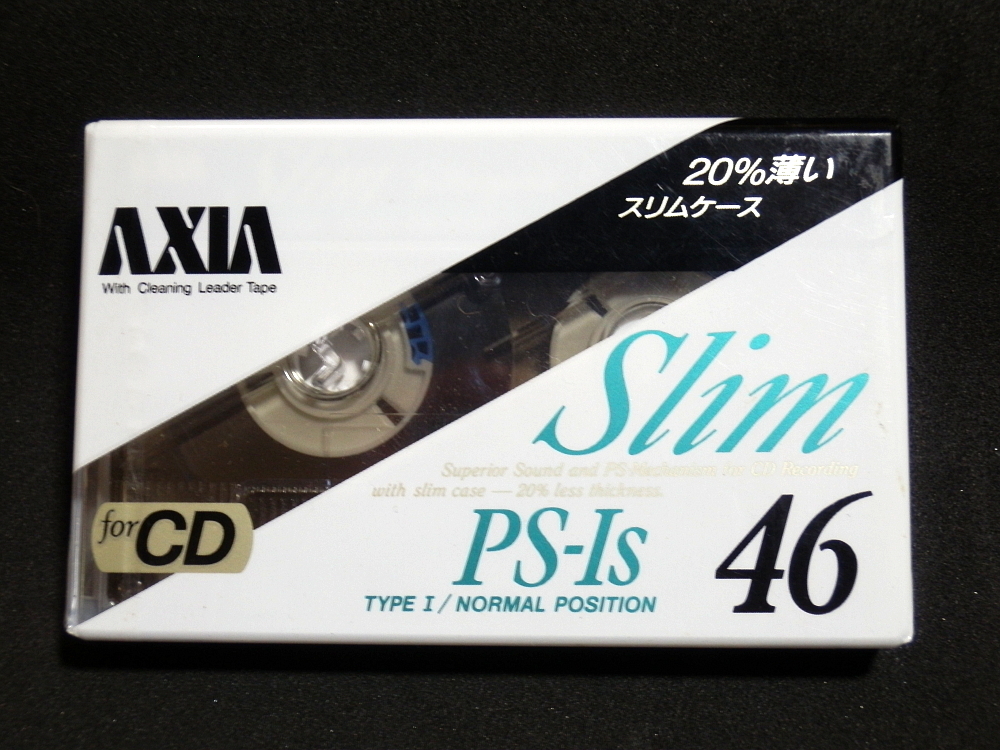 20%薄い
スリムケース
AXIA
With Cleaning Leader Tape
Slim
Superior Sound and PS-Mechanism for CD Recording
with slim case — 20% less thickness.
for CD
PS-Is
46
TYPE I / NORMAL POSITION